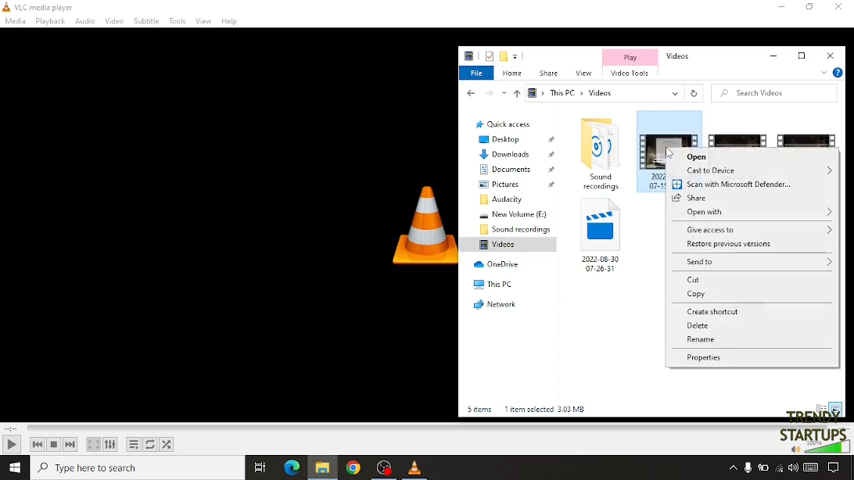 VLC media player
Media Playback Audio Video Subtitle Tools View Help
Play Videos
File Home Share View Video Tools
This PC Videos Search Videos
Quick access
Desktop
Downloads
Documents
Pictures
Audacity
New Volume (E:)
Sound recordings
Videos
OneDrive
This PC
Network
Sound
recordings
2022-08-30
07-26-31
Open
Cast to Device
Scan with Microsoft Defender...
Share
Open with
Give access to
Restore previous versions
Send to
Cut
Copy
Create shortcut
Delete
Rename
Properties
5 items 1 item selected 3.03 MB
TRENDY
STARTUPS
100%
Type here to search